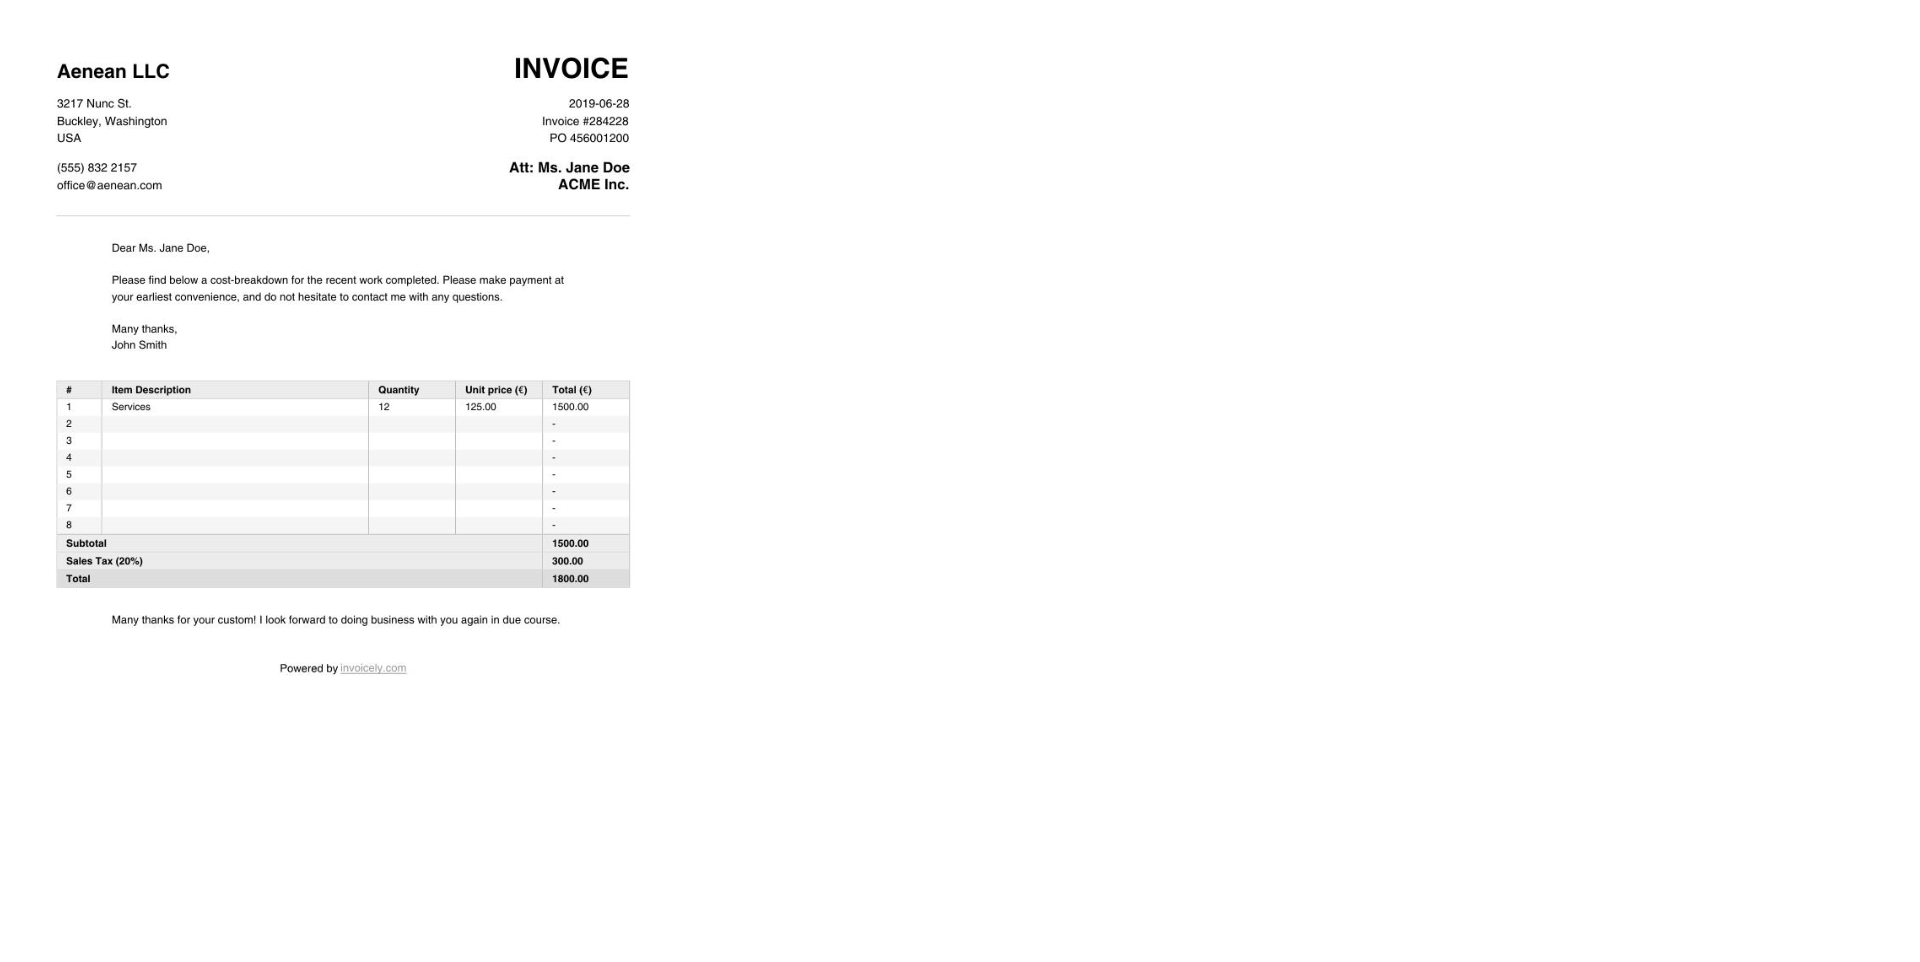 Aenean LLC
INVOICE
3217 Nunc St.
Buckley, Washington
USA
2019-06-28
Invoice #284228
PO 456001200
(555) 832 2157
office@aenean.com
Att: Ms. Jane Doe
ACME Inc.
Dear Ms. Jane Doe,
Please find below a cost-breakdown for the recent work completed. Please make payment at
your earliest convenience, and do not hesitate to contact me with any questions.
Many thanks,
John Smith
# Item Description Quantity Unit price (€) Total (€)
1 Services 12 125.00 1500.00
2 -
3 -
4 -
5 -
6 -
7 -
8 -
Subtotal 1500.00
Sales Tax (20%) 300.00
Total 1800.00
Many thanks for your custom! I look forward to doing business with you again in due course.
Powered by invoicely.com